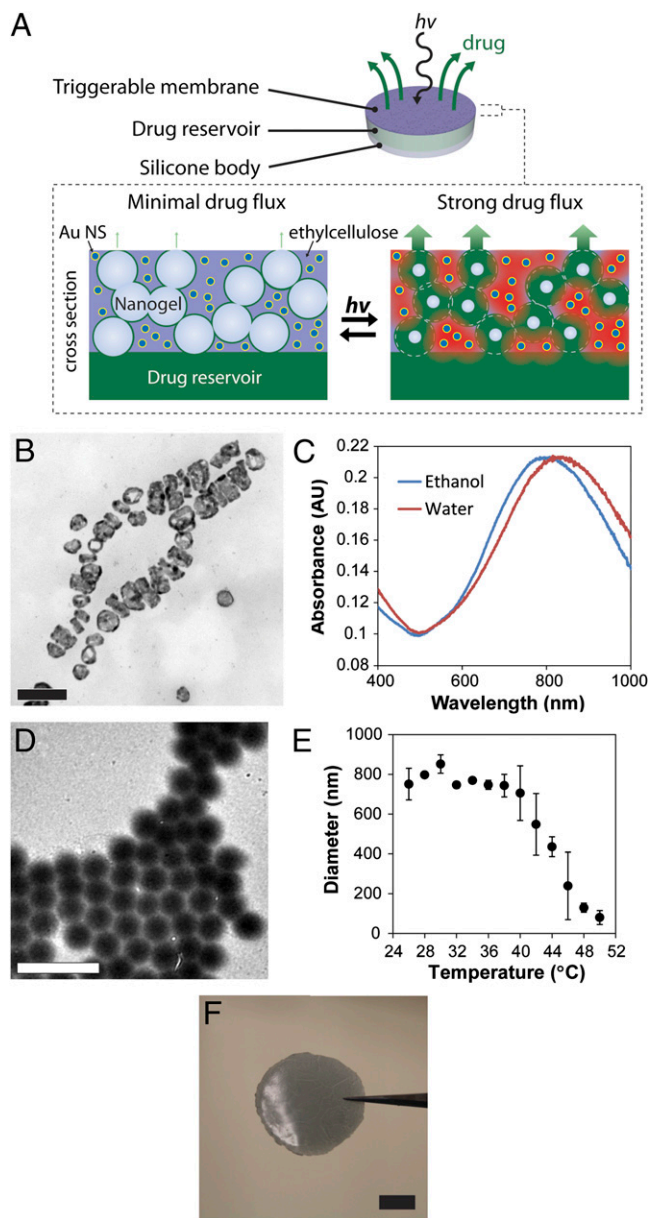 A
hv
drug
Triggerable membrane
Drug reservoir
Silicone body
Minimal drug flux
Strong drug flux
Au NS
ethylcellulose
cross section
Nanogel
hv
Drug reservoir
B
C
0.22
0.2
0.18
0.16
0.14
0.12
0.1
0.08
Absorbance (AU)
Ethanol
Water
400 600 800 1000
Wavelength (nm)
D
E
1000
800
600
400
200
0
Diameter (nm)
24 28 32 36 40 44 48 52
Temperature (°C)
F